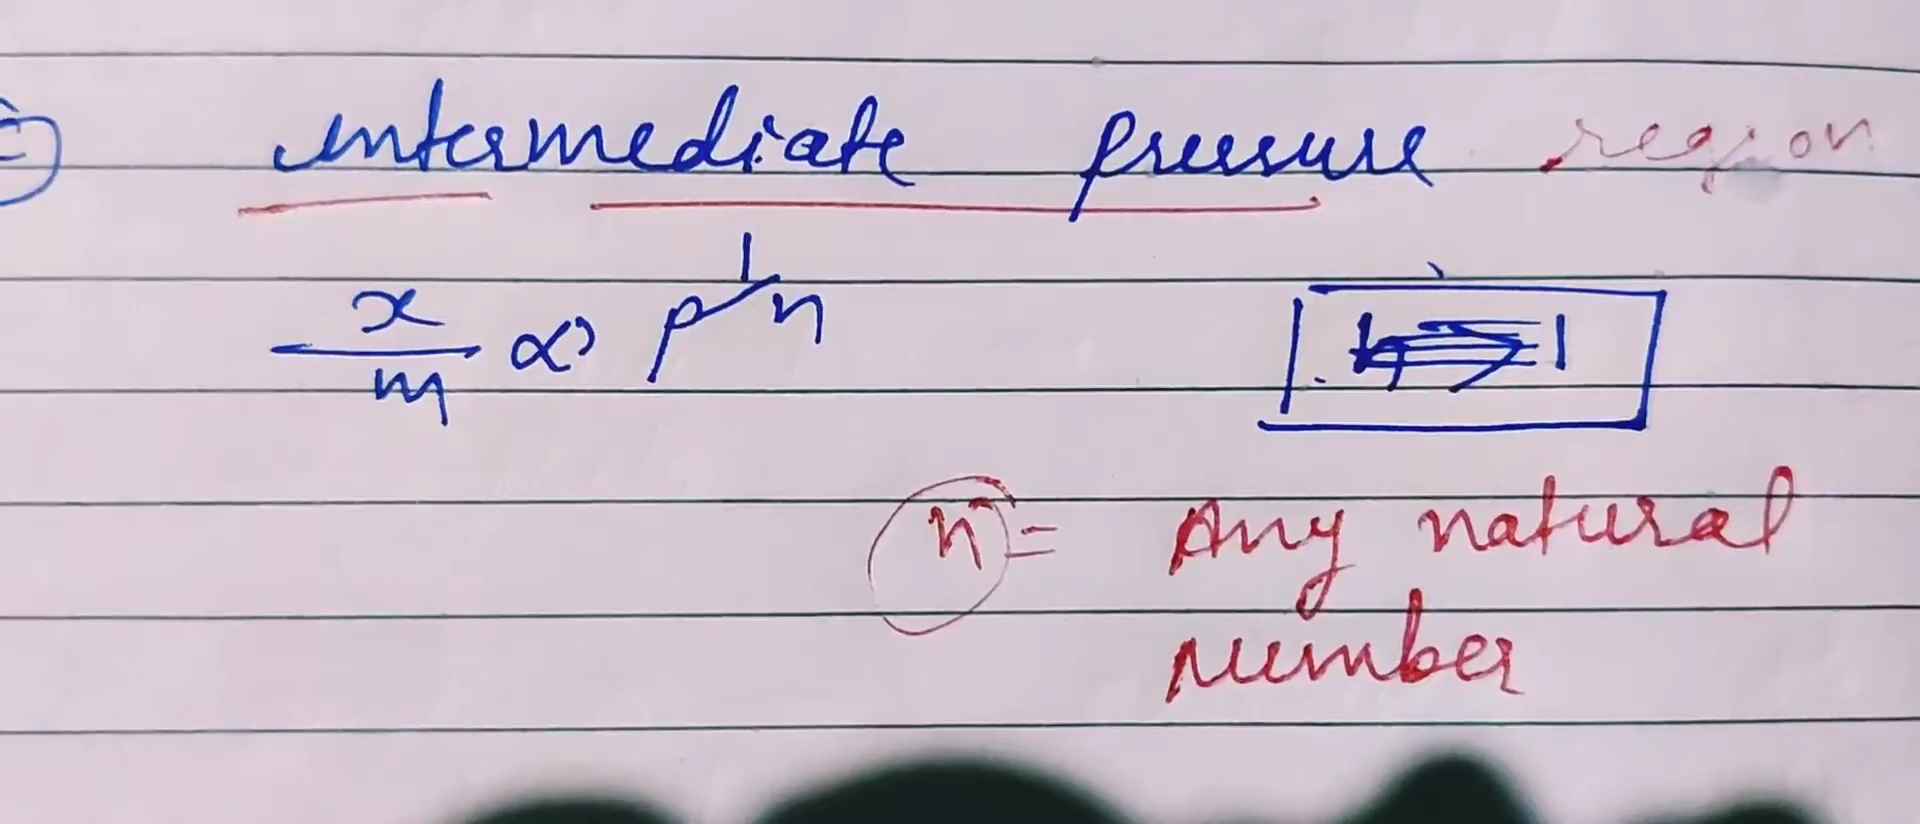 intermediate pressure region
x/m ∝ p^1/n
n = Any natural
number